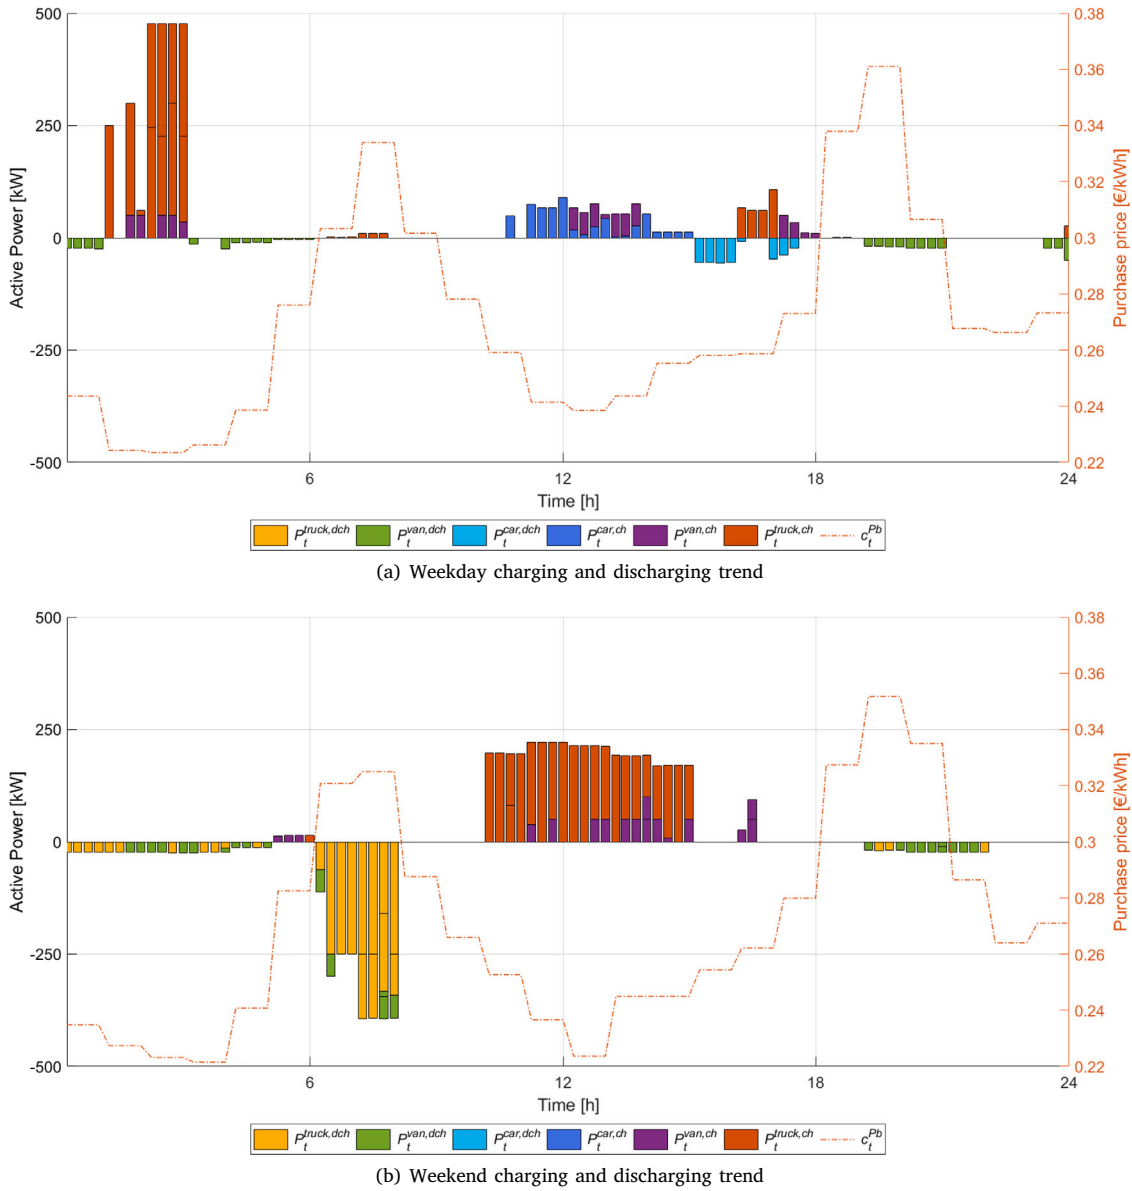 500
250
0
-250
-500
Active Power [kW]
0.38
0.36
0.34
0.32
0.3
0.28
0.26
0.24
0.22
Purchase price [€/kWh]
6 12 18 24
Time [h]
P_t^{truck,dch} P_t^{van,dch} P_t^{car,dch} P_t^{car,ch} P_t^{van,ch} P_t^{truck,ch} c_t^{Pb}
(a) Weekday charging and discharging trend
500
250
0
-250
-500
Active Power [kW]
0.38
0.36
0.34
0.32
0.3
0.28
0.26
0.24
0.22
Purchase price [€/kWh]
6 12 18 24
Time [h]
P_t^{truck,dch} P_t^{van,dch} P_t^{car,dch} P_t^{car,ch} P_t^{van,ch} P_t^{truck,ch} c_t^{Pb}
(b) Weekend charging and discharging trend